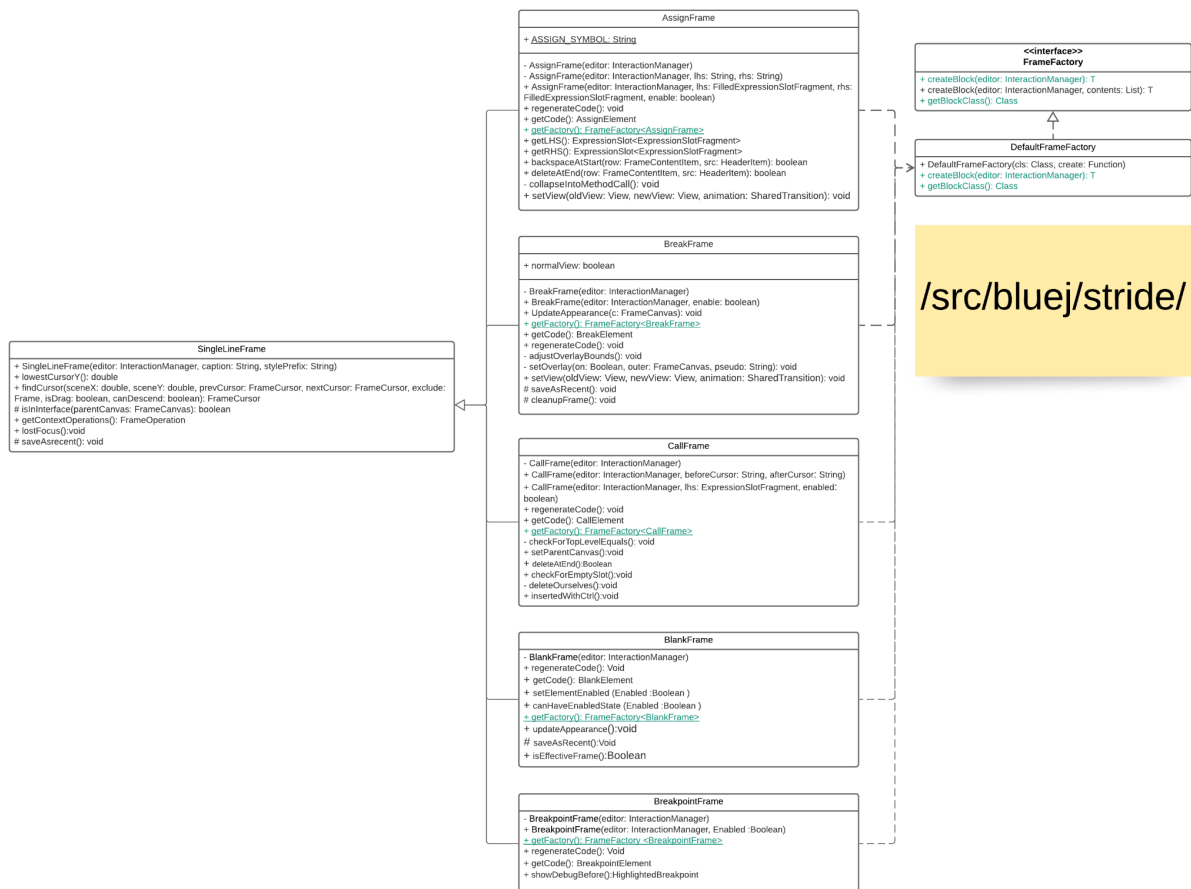 AssignFrame
+ ASSIGN_SYMBOL: String
- AssignFrame(editor: InteractionManager)
- AssignFrame(editor: InteractionManager, lhs: String, rhs: String)
+ AssignFrame(editor: InteractionManager, lhs: FilledExpressionSlotFragment, rhs:
FilledExpressionSlotFragment, enable: boolean)
+ regenerateCode(): void
+ getCode(): AssignElement
+ getFactory(): FrameFactory<AssignFrame>
+ getLHS(): ExpressionSlot<ExpressionSlotFragment>
+ getRHS(): ExpressionSlot<ExpressionSlotFragment>
+ backspaceAtStart(row: FrameContentItem, src: HeaderItem): boolean
+ deleteAtEnd(row: FrameContentItem, src: HeaderItem): boolean
- collapseIntoMethodCall(): void
+ setView(oldView: View, newView: View, animation: SharedTransition): void
<<interface>>
FrameFactory
+ createBlock(editor: InteractionManager): T
+ createBlock(editor: InteractionManager, contents: List): T
+ getBlockClass(): Class
DefaultFrameFactory
+ DefaultFrameFactory(cls: Class, create: Function)
+ createBlock(editor: InteractionManager): T
+ getBlockClass(): Class
/src/bluej/stride/
BreakFrame
+ normalView: boolean
- BreakFrame(editor: InteractionManager)
+ BreakFrame(editor: InteractionManager, enable: boolean)
+ UpdateAppearance(c: FrameCanvas): void
+ getFactory(): FrameFactory<BreakFrame>
+ getCode(): BreakElement
+ regenerateCode(): void
- adjustOverlayBounds(): void
- setOverlay(on: Boolean, outer: FrameCanvas, pseudo: String): void
+ setView(oldView: View, newView: View, animation: SharedTransition): void
# saveAsRecent(): void
# cleanupFrame(): void
SingleLineFrame
+ SingleLineFrame(editor: InteractionManager, caption: String, stylePrefix: String)
+ lowestCursorY(): double
+ findCursor(sceneX: double, sceneY: double, prevCursor: FrameCursor, nextCursor: FrameCursor, exclude:
Frame, isDrag: boolean, canDescend: boolean): FrameCursor
# isInInterface(parentCanvas: FrameCanvas): boolean
+ getContextOperations(): FrameOperation
+ lostFocus():void
# saveAsrecent(): void
CallFrame
- CallFrame(editor: InteractionManager)
+ CallFrame(editor: InteractionManager, beforeCursor: String, afterCursor: String)
+ CallFrame(editor: InteractionManager, lhs: ExpressionSlotFragment, enabled:
boolean)
+ regenerateCode(): void
+ getCode(): CallElement
+ getFactory(): FrameFactory<CallFrame>
- checkForTopLevelEquals(): void
+ setParentCanvas():void
+ deleteAtEnd():Boolean
+ checkForEmptySlot():void
- deleteOurselves():void
+ insertedWithCtrl():void
BlankFrame
- BlankFrame(editor: InteractionManager)
+ regenerateCode(): Void
+ getCode(): BlankElement
+ setElementEnabled (Enabled :Boolean )
+ canHaveEnabledState (Enabled :Boolean )
+ getFactory(): FrameFactory<BlankFrame>
+ updateAppearance():void
# saveAsRecent():Void
+ isEffectiveFrame():Boolean
BreakpointFrame
- BreakpointFrame(editor: InteractionManager)
+ BreakpointFrame(editor: InteractionManager, Enabled :Boolean)
+ getFactory(): FrameFactory <BreakpointFrame>
+ regenerateCode(): Void
+ getCode(): BreakpointElement
+ showDebugBefore():HighlightedBreakpoint